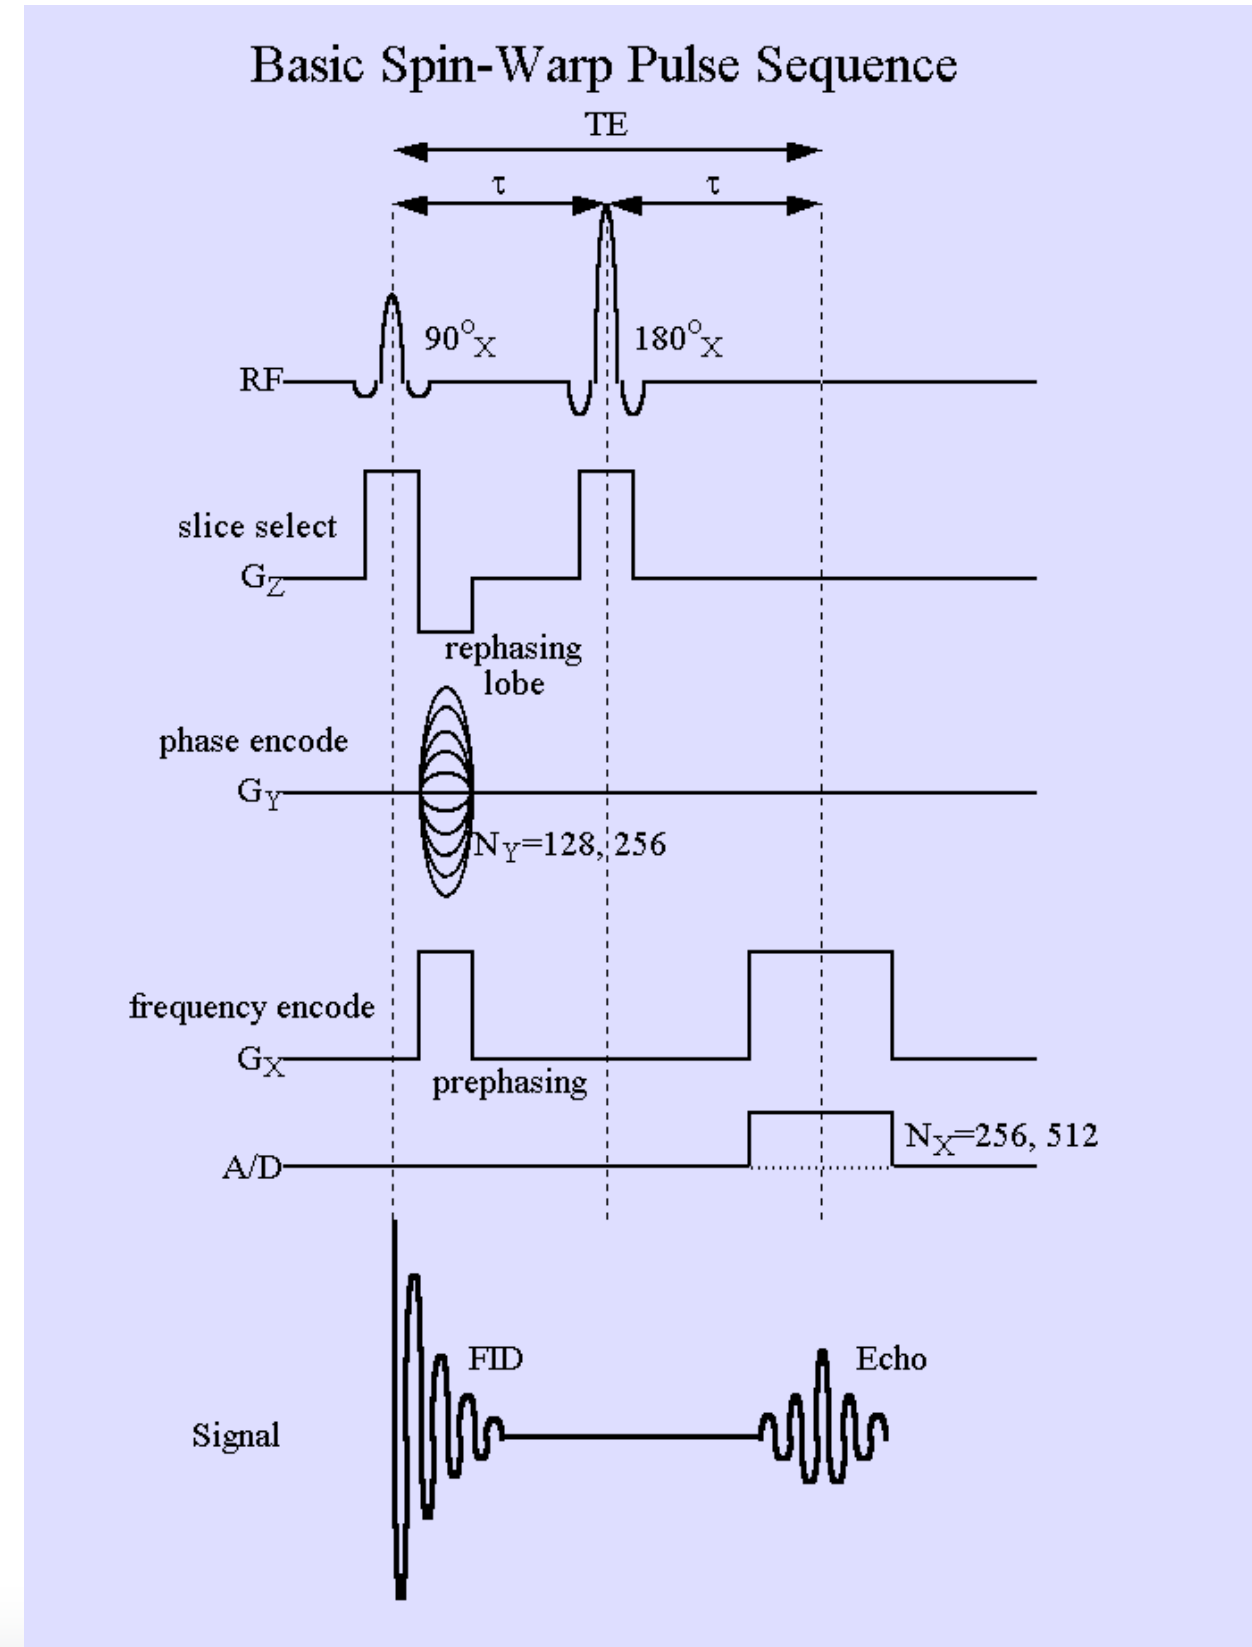 Basic Spin-Warp Pulse Sequence
TE
τ τ
90°X 180°X
RF
slice select
GZ
rephasing
lobe
phase encode
GY
NY=128, 256
frequency encode
GX
prephasing
NX=256, 512
A/D
FID Echo
Signal